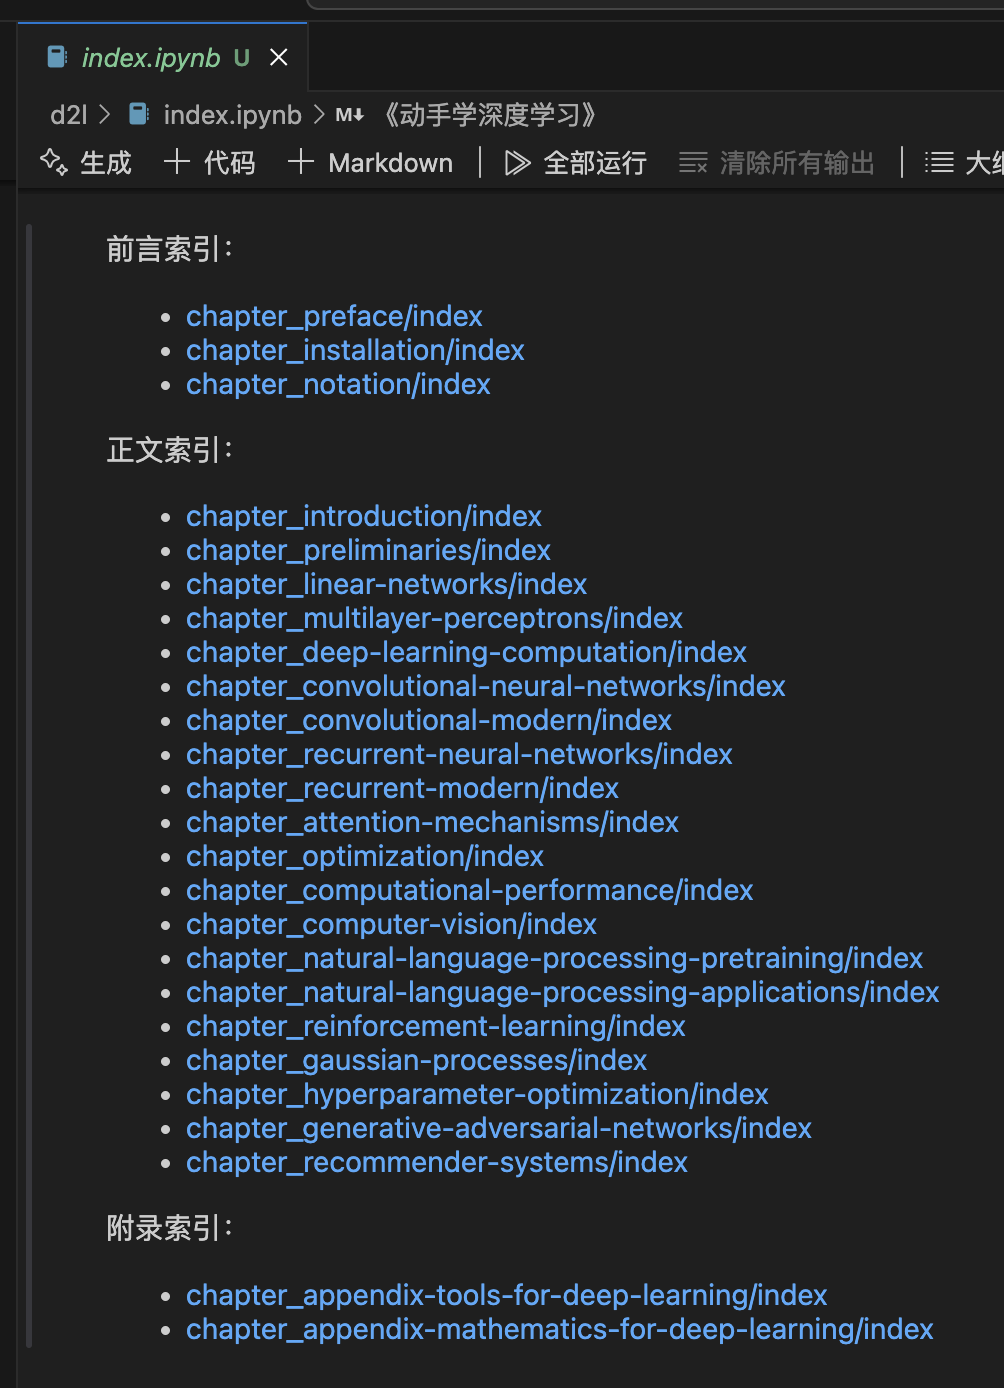 index.ipynb U
d2l > index.ipynb > M↓ 《动手学深度学习》
生成 + 代码 + Markdown | 全部运行 清除所有输出 | 大
前言索引:
• chapter_preface/index
• chapter_installation/index
• chapter_notation/index
正文索引:
• chapter_introduction/index
• chapter_preliminaries/index
• chapter_linear-networks/index
• chapter_multilayer-perceptrons/index
• chapter_deep-learning-computation/index
• chapter_convolutional-neural-networks/index
• chapter_convolutional-modern/index
• chapter_recurrent-neural-networks/index
• chapter_recurrent-modern/index
• chapter_attention-mechanisms/index
• chapter_optimization/index
• chapter_computational-performance/index
• chapter_computer-vision/index
• chapter_natural-language-processing-pretraining/index
• chapter_natural-language-processing-applications/index
• chapter_reinforcement-learning/index
• chapter_gaussian-processes/index
• chapter_hyperparameter-optimization/index
• chapter_generative-adversarial-networks/index
• chapter_recommender-systems/index
附录索引:
• chapter_appendix-tools-for-deep-learning/index
• chapter_appendix-mathematics-for-deep-learning/index